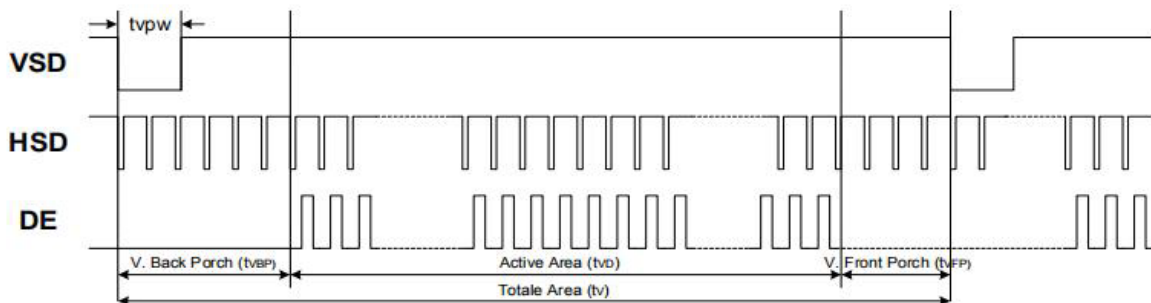 tvpw
VSD
HSD
DE
V. Back Porch (tVBP)
Active Area (tVD)
V. Front Porch (tVFP)
Totale Area (tv)